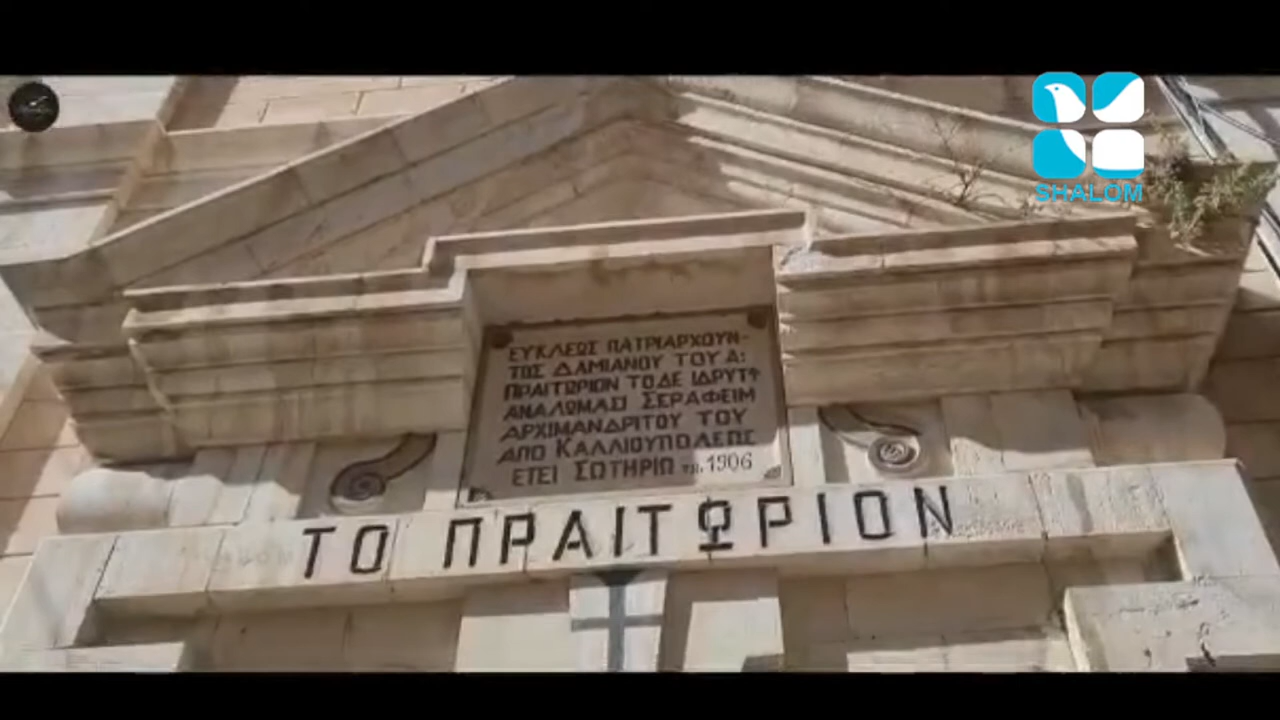 SHALOM
ΕΥΚΛΕΩΣ ΠΑΤΡΙΑΡΧΟΥΝ-
ΤΟΣ ΔΑΜΙΑΝΟΥ ΤΟΥ Α:
ΠΡΑΙΤΩΡΙΟΝ ΤΟΔΕ ΙΔΡΥΤΑΙ
ΑΝΑΛΩΜΑΣΙ ΣΕΡΑΦΕΙΜ
ΑΡΧΙΜΑΝΔΡΙΤΟΥ ΤΟΥ
ΑΠΟ ΚΑΛΛΙΟΥΠΟΛΕΩΣ
ΕΤΕΙ ΣΩΤΗΡΙΩ 1906
ΤΟ ΠΡΑΙΤΩΡΙΟΝ